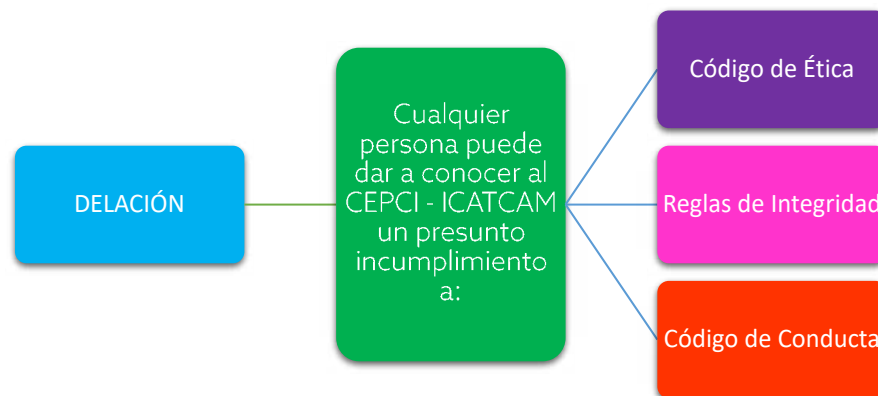 DELACIÓN
Cualquier
persona puede
dar a conocer al
CEPCI - ICATCAM
un presunto
incumplimiento
a:
Código de Ética
Reglas de Integridad
Código de Conducta